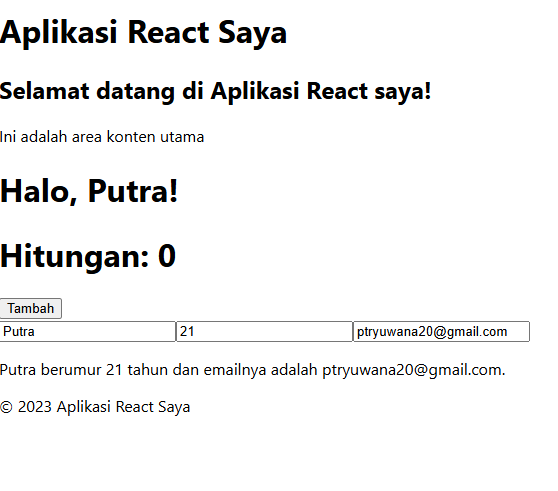 Aplikasi React Saya
Selamat datang di Aplikasi React saya!
Ini adalah area konten utama
Halo, Putra!
Hitungan: 0
Tambah
Putra 21 ptryuwana20@gmail.com
Putra berumur 21 tahun dan emailnya adalah ptryuwana20@gmail.com.
© 2023 Aplikasi React Saya